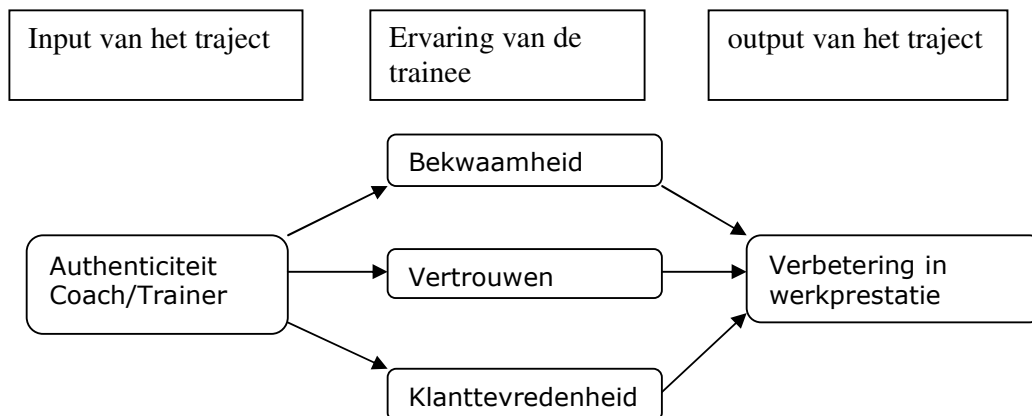 Input van het traject
Ervaring van de
trainee
output van het traject
Bekwaamheid
Authenticiteit
Coach/Trainer
Vertrouwen
Verbetering in
werkprestatie
Klanttevredenheid